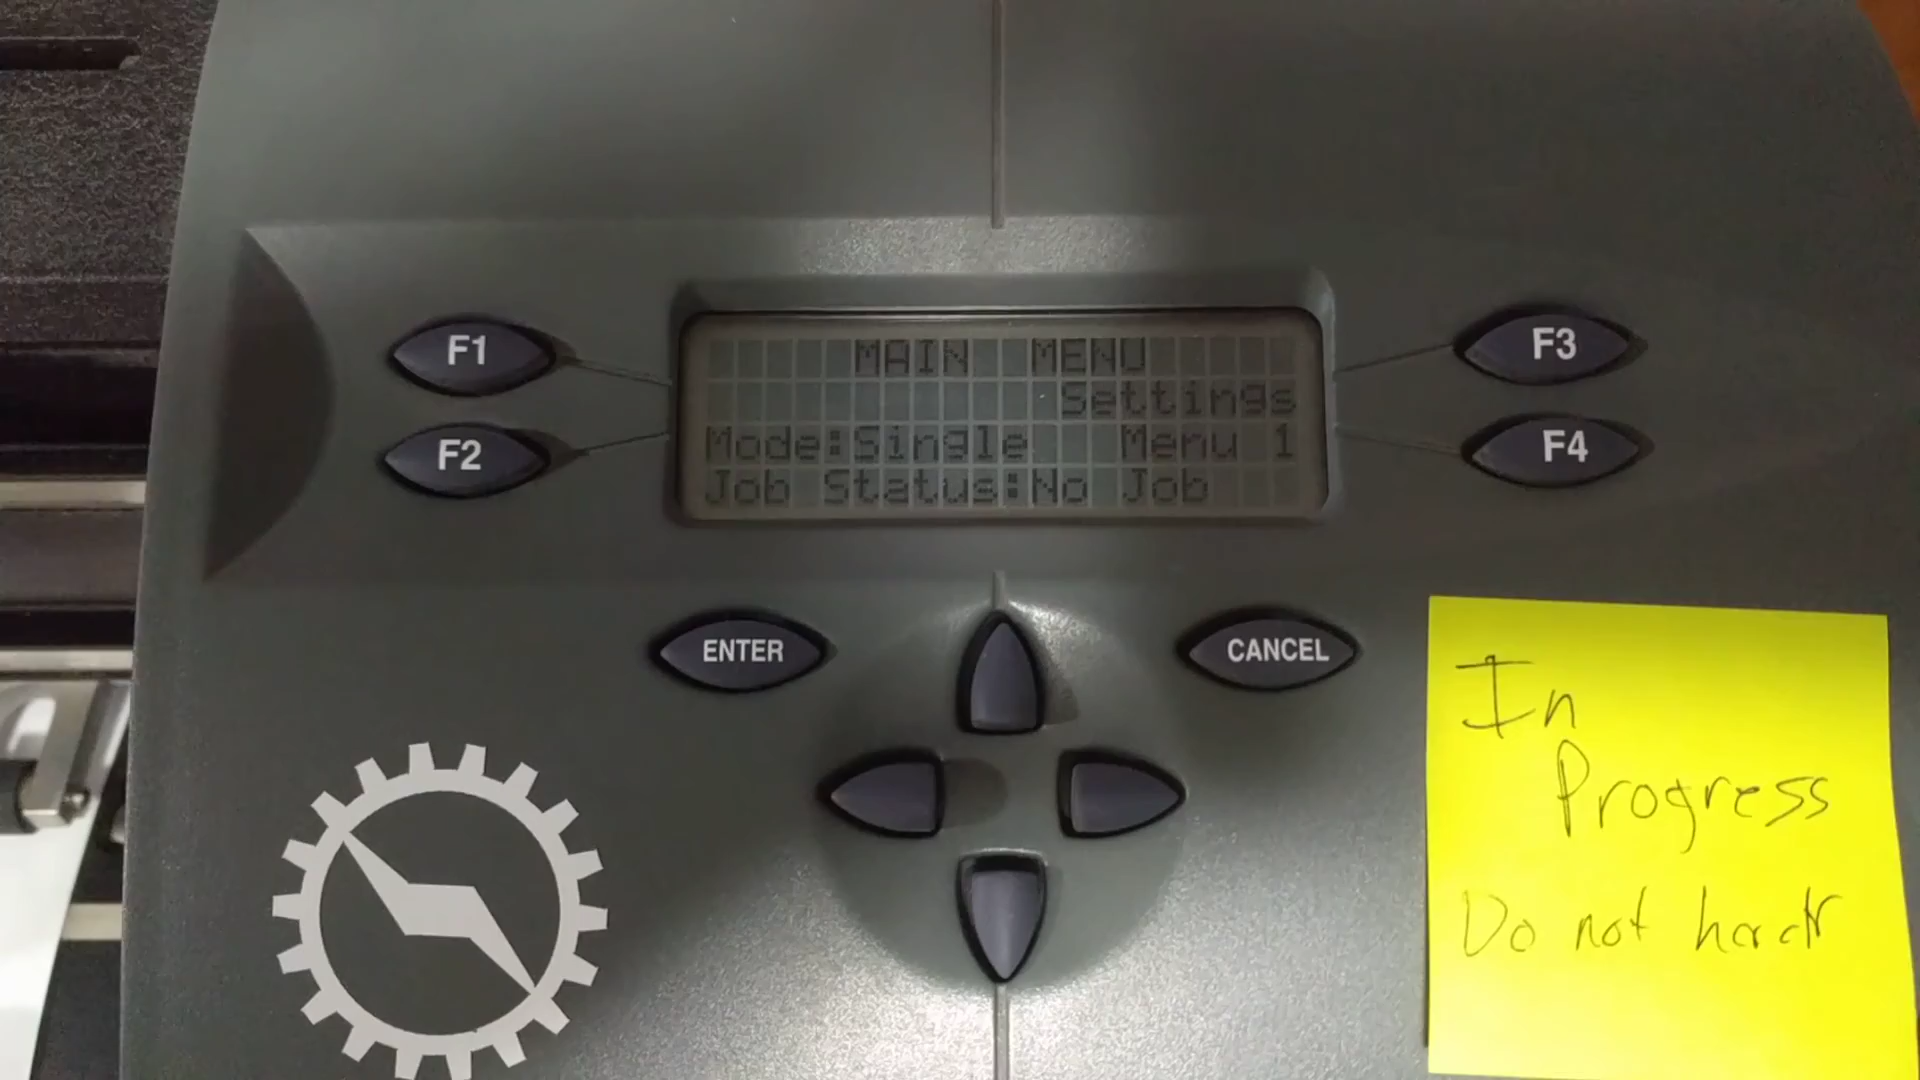 F1
F2
F3
F4
MAIN MENU
Settings
Mode:Single Menu 1
Job Status:No Job
ENTER
CANCEL
In
Progress
Do not